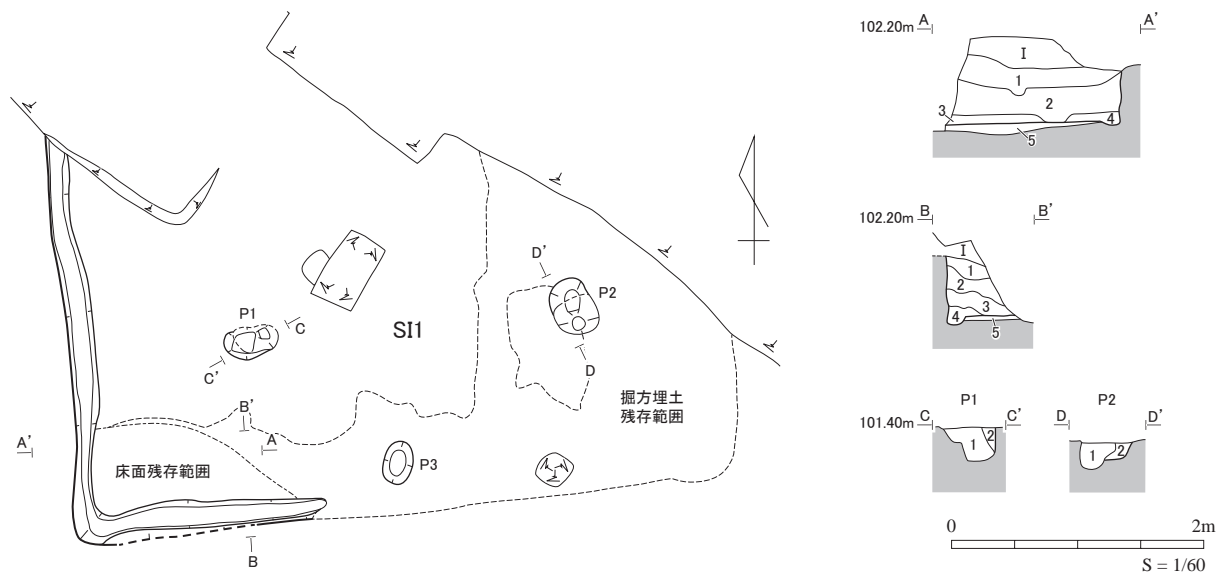 D'
P2
P1
C
SI1
C'
D
掘方埋土
残存範囲
B'
A
A'
P3
床面残存範囲
B
102.20m A A'
I
1
2
3
4
5
102.20m B B'
I
1
2
3
4
5
P1 P2
101.40m C C' D D'
1 2 1 2
0 2m
S = 1/60